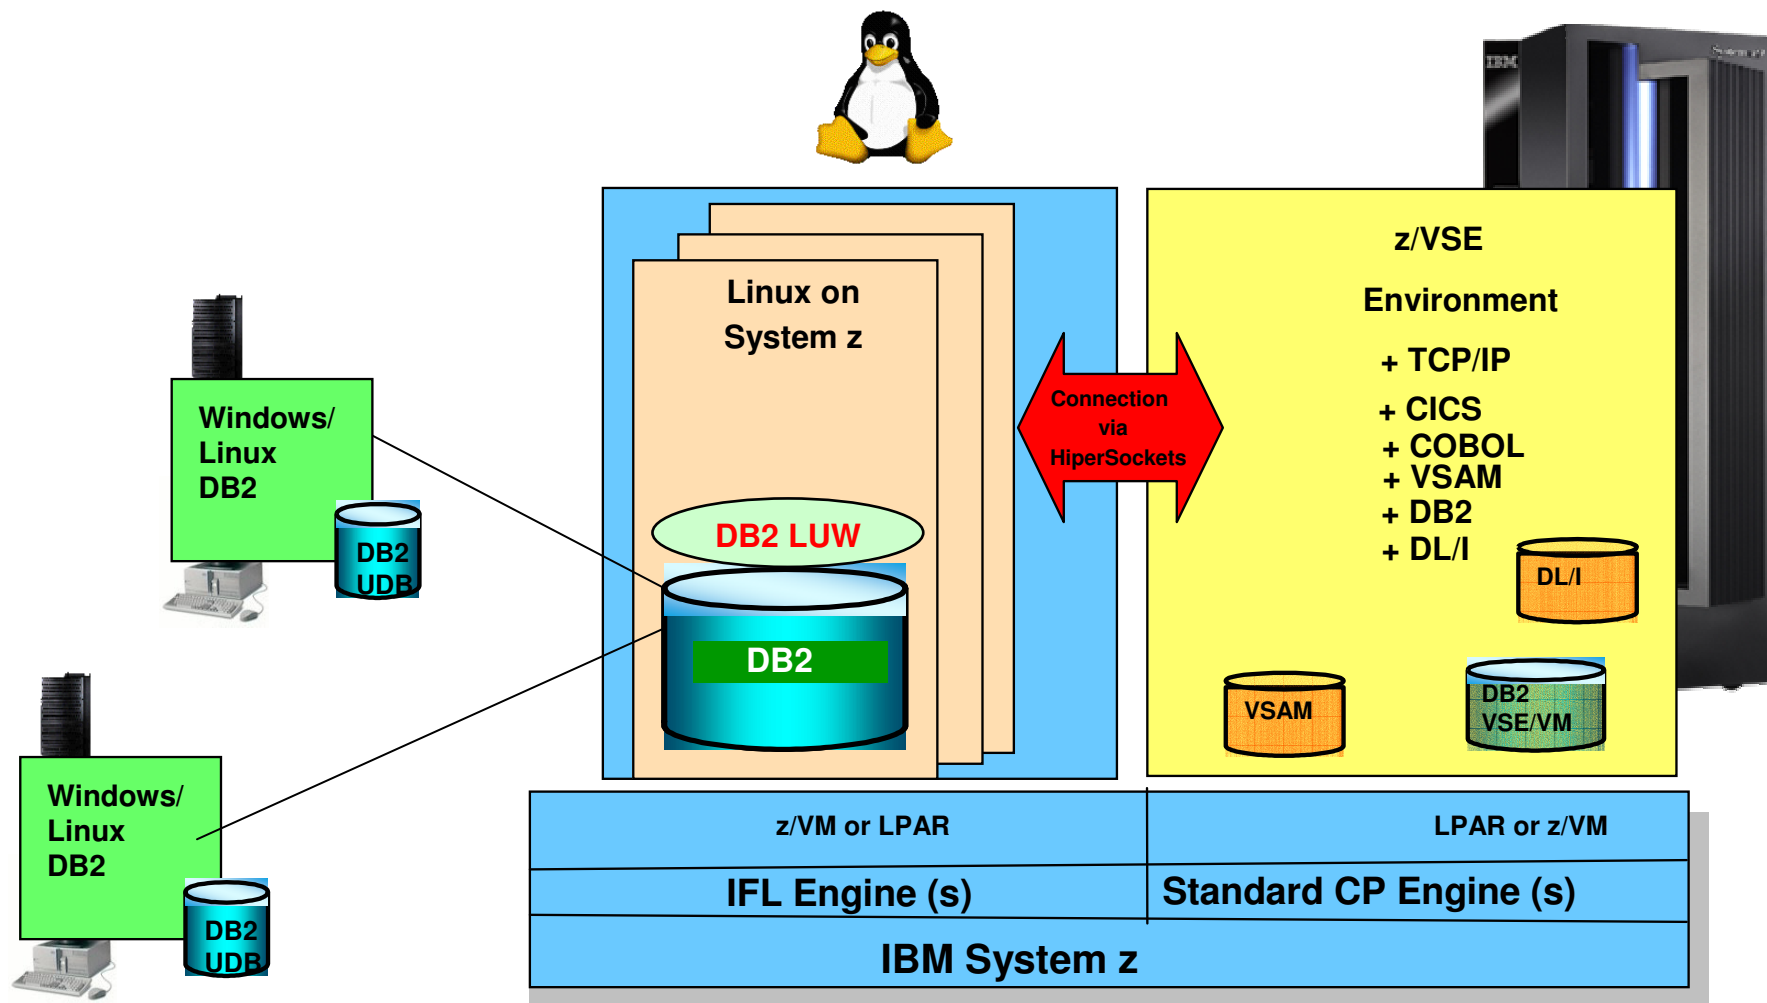 IBM
z/VSE
Environment
+ TCP/IP
+ CICS
+ COBOL
+ VSAM
+ DB2
+ DL/I
DL/I
VSAM
DB2
VSE/VM
Linux on
System z
Connection
via
HiperSockets
DB2 LUW
DB2
Windows/
Linux
DB2
DB2
UDB
Windows/
Linux
DB2
DB2
UDB
z/VM or LPAR
LPAR or z/VM
IFL Engine (s)
Standard CP Engine (s)
IBM System z